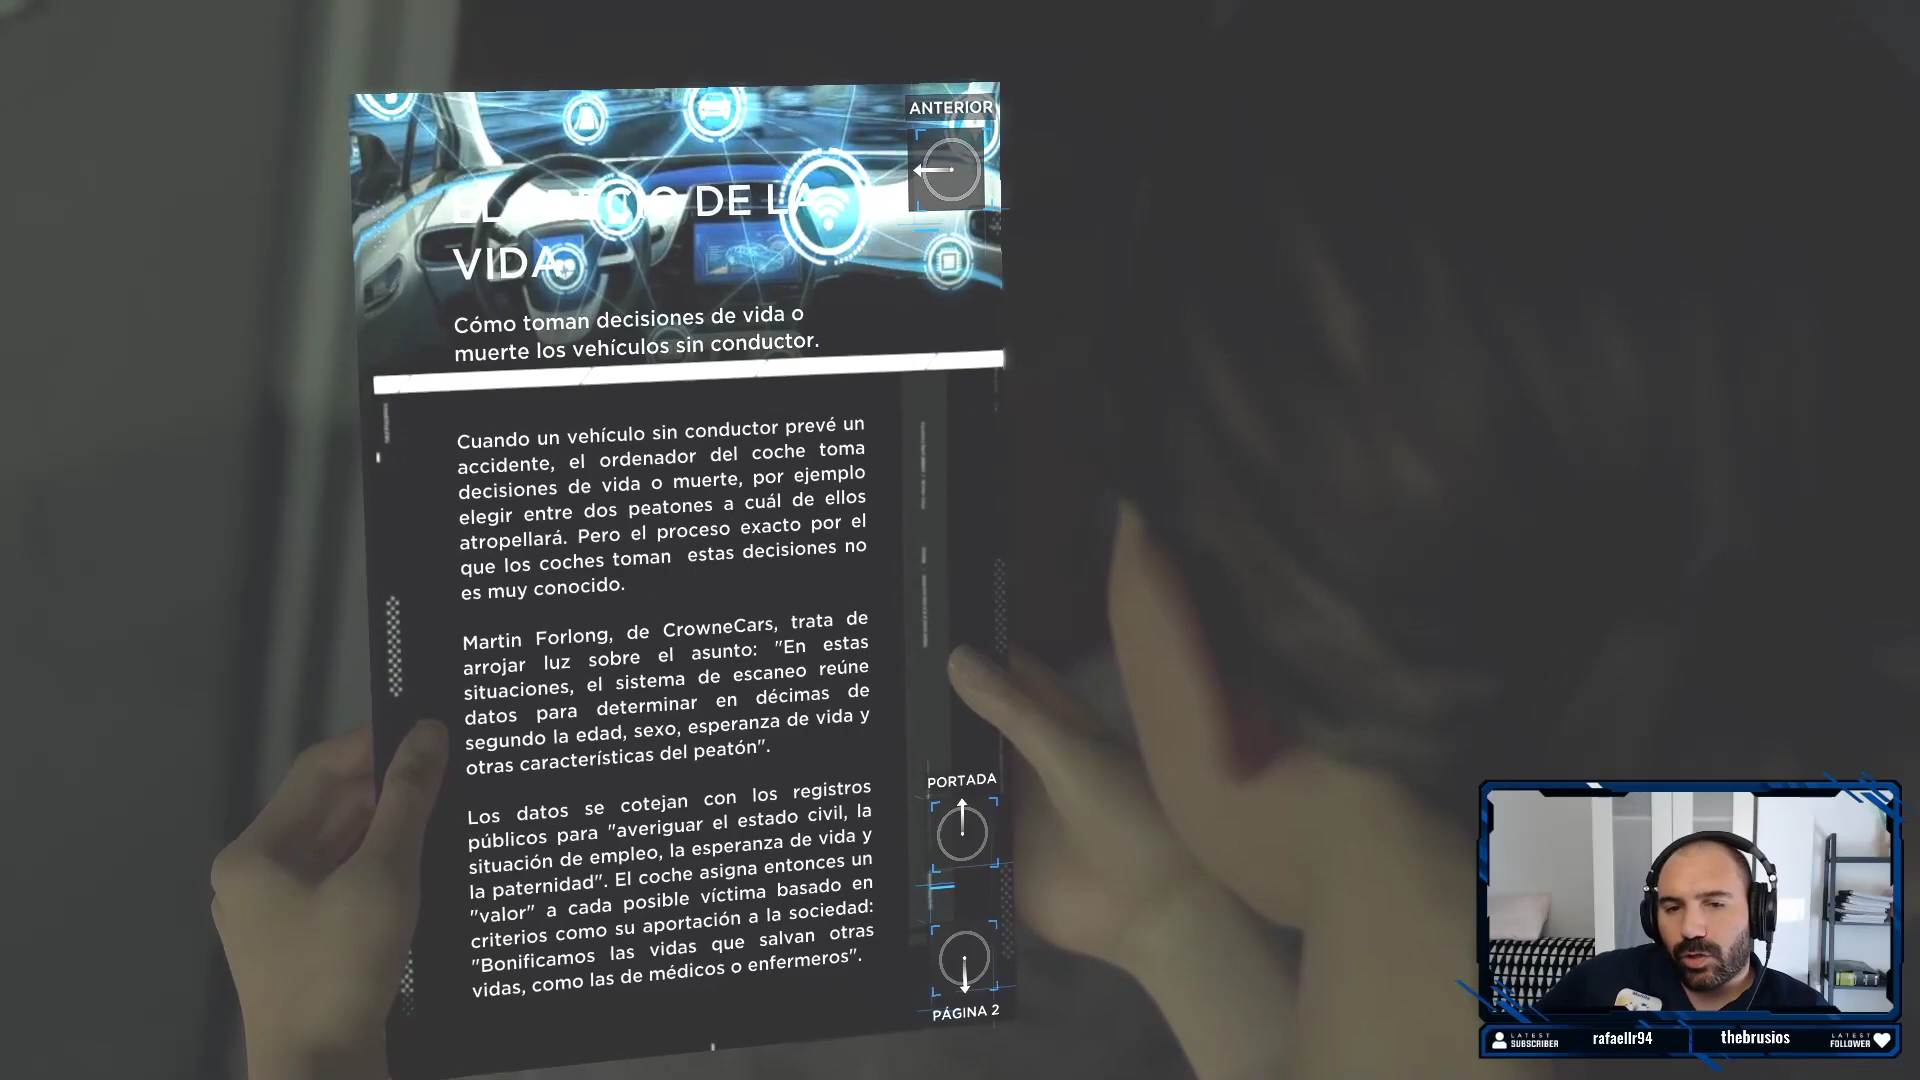 ANTERIOR
EL PRECIO DE LA
VIDA
Cómo toman decisiones de vida o
muerte los vehículos sin conductor.
Cuando un vehículo sin conductor prevé un
accidente, el ordenador del coche toma
decisiones de vida o muerte, por ejemplo
elegir entre dos peatones a cuál de ellos
atropellará. Pero el proceso exacto por el
que los coches toman estas decisiones no
es muy conocido.
Martin Forlong, de CrowneCars, trata de
arrojar luz sobre el asunto: "En estas
situaciones, el sistema de escaneo reúne
datos para determinar en décimas de
segundo la edad, sexo, esperanza de vida y
otras características del peatón".
Los datos se cotejan con los registros
públicos para "averiguar el estado civil, la
situación de empleo, la esperanza de vida y
la paternidad". El coche asigna entonces un
"valor" a cada posible víctima basado en
criterios como su aportación a la sociedad:
"Bonificamos las vidas que salvan otras
vidas, como las de médicos o enfermeros".
PORTADA
PÁGINA 2
LATEST
SUBSCRIBER
rafaellr94
thebrusios
LATEST
FOLLOWER